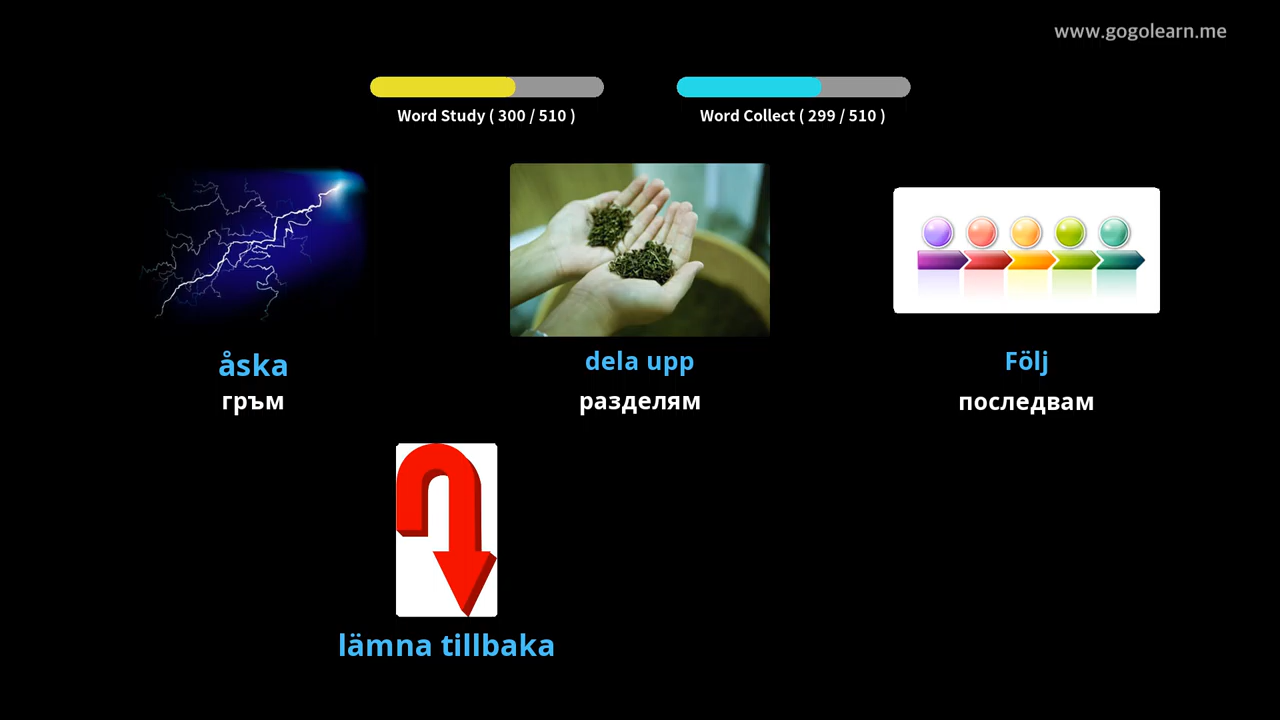 www.gogolearn.me
Word Study ( 300 / 510 )
Word Collect ( 299 / 510 )
åska
гръм
dela upp
разделям
Följ
последвам
lämna tillbaka